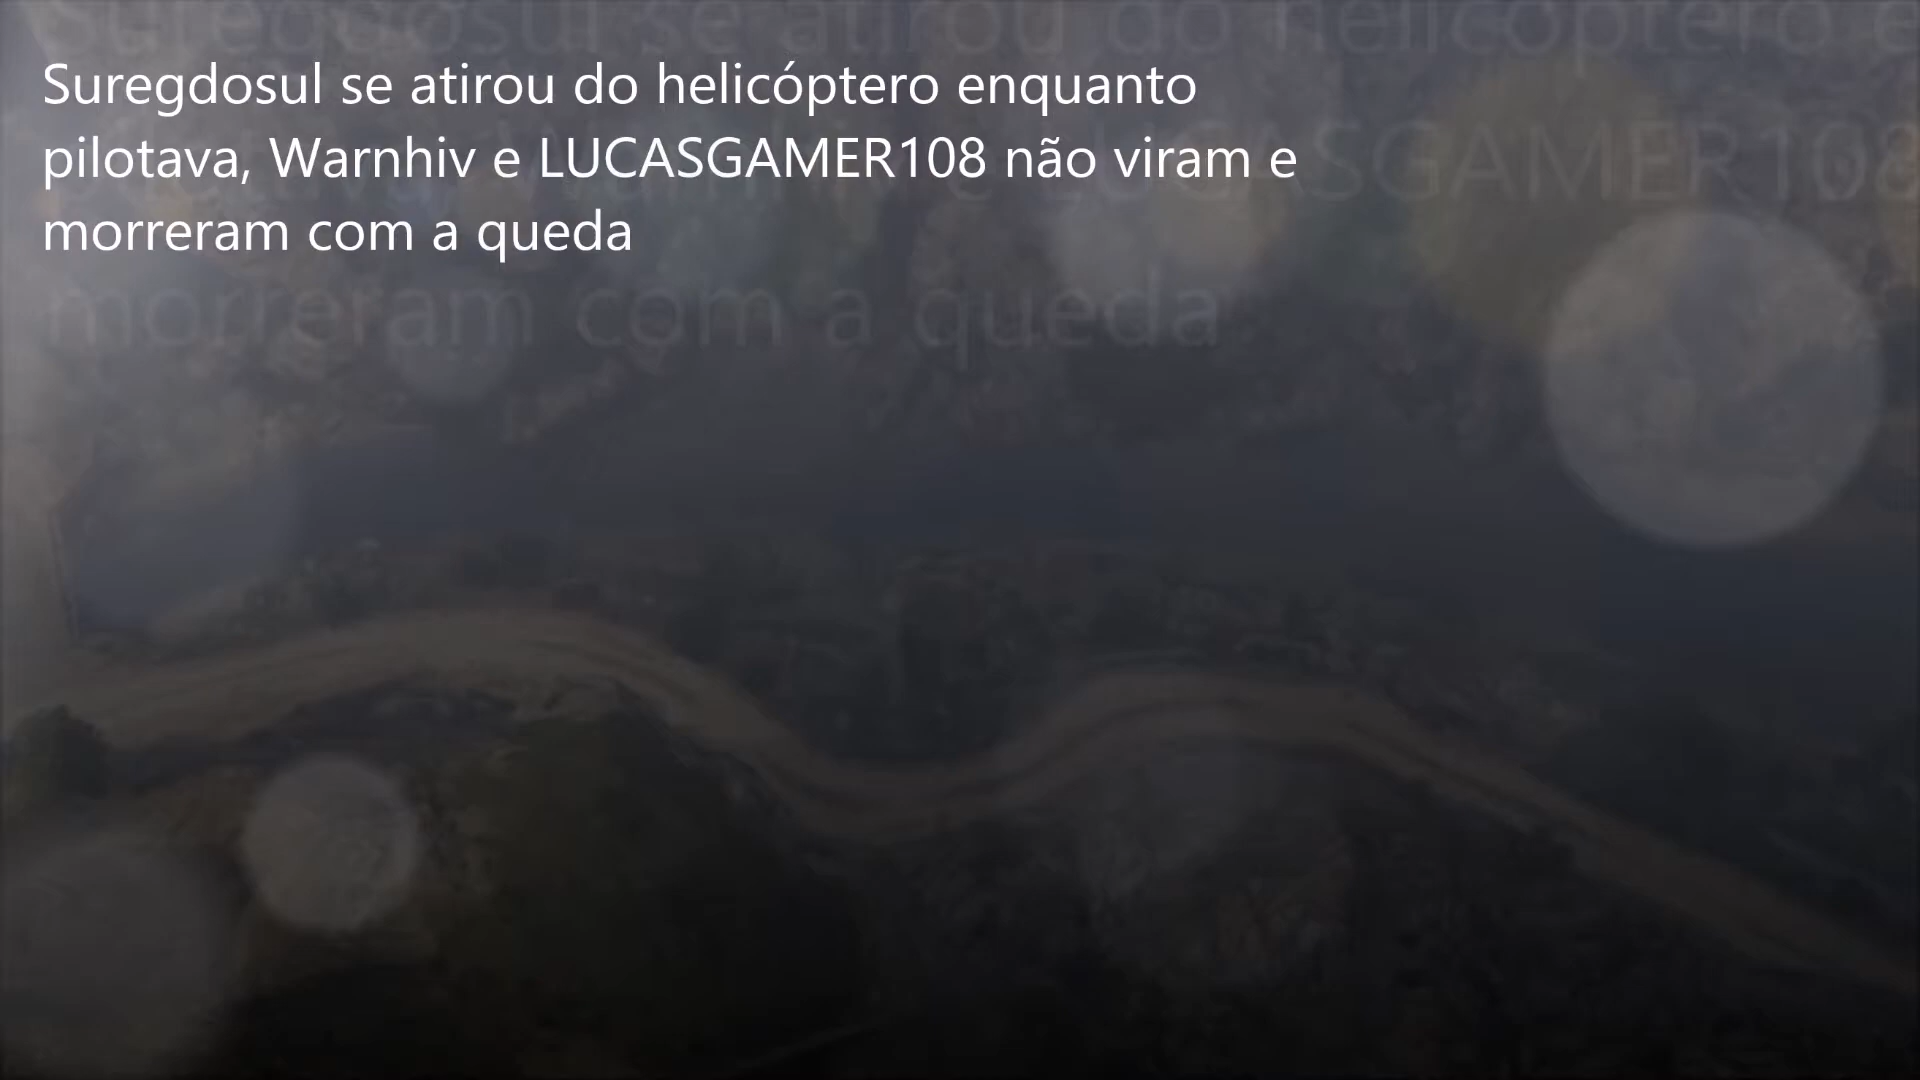 Suregdosul se atirou do helicóptero enquanto
pilotava, Warnhiv e LUCASGAMER108 não viram e
morreram com a queda